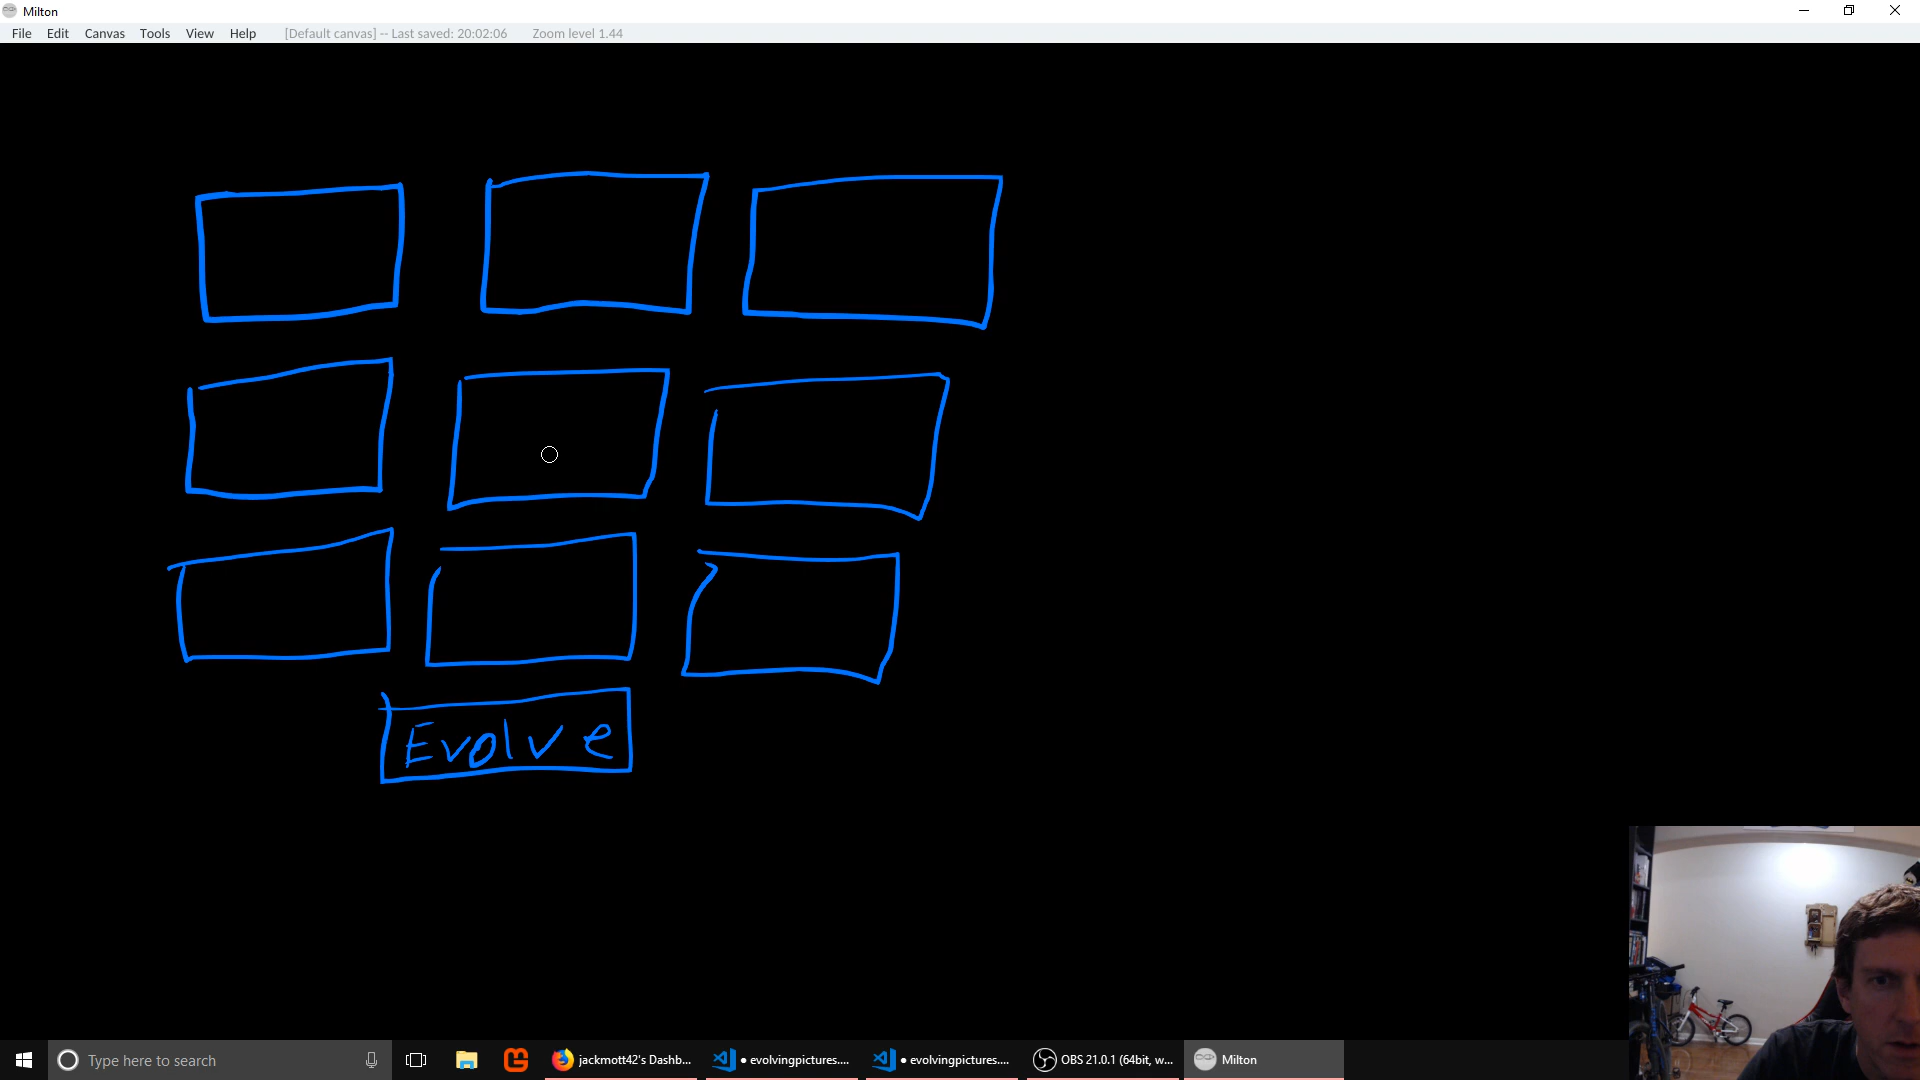 Milton
File Edit Canvas Tools View Help [Default canvas] -- Last saved: 20:02:06 Zoom level 1.44
Evolve
Type here to search jackmott42's Dashb... • evolvingpictures.... • evolvingpictures.... OBS 21.0.1 (64bit, w... Milton